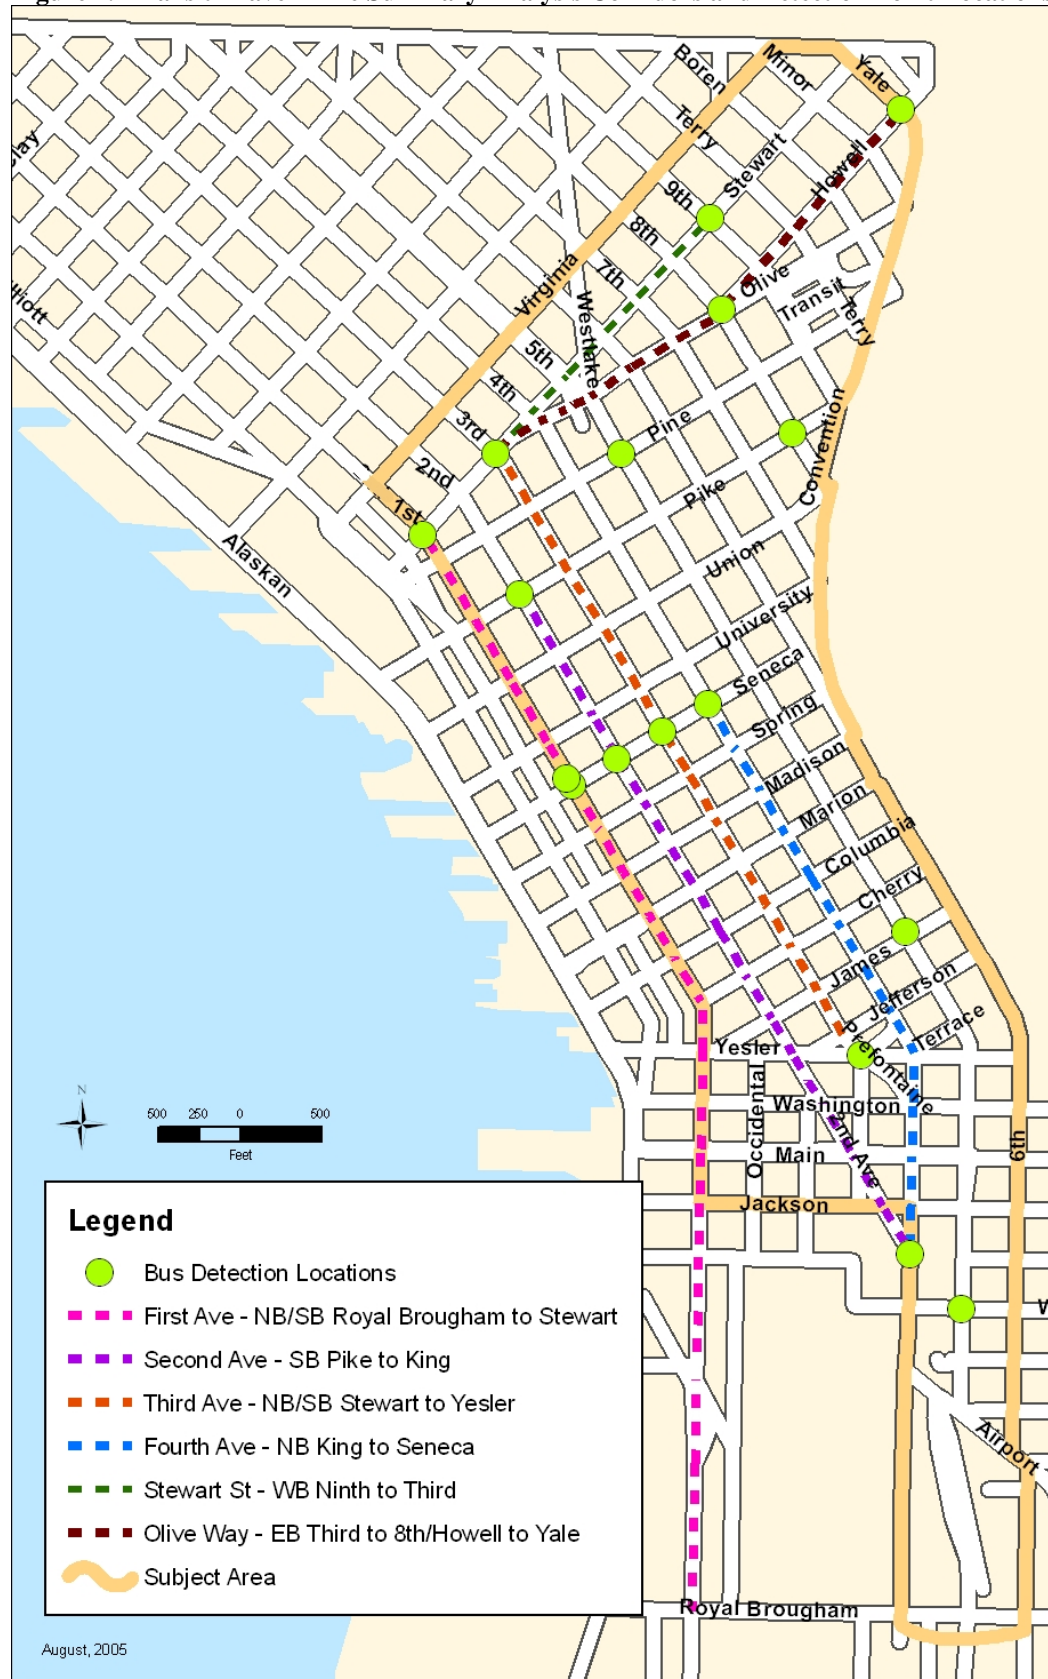 Boren
Minor
Yale
Terry
Stewart
Howell
9th
8th
7th
Virginia
Olive
Transit
Terry
Westlake
5th
4th
3rd
2nd
1st
Pine
Pike
Convention
Union
University
Alaskan
Seneca
Spring
Madison
Marion
Columbia
Cherry
James
Jefferson
Terrace
Prefontaine
Yesler
Occidental
Washington
2nd Ave
Main
6th
Jackson
Airport
Royal Brougham
N
500 250 0 500
Feet
Legend
Bus Detection Locations
First Ave - NB/SB Royal Brougham to Stewart
Second Ave - SB Pike to King
Third Ave - NB/SB Stewart to Yesler
Fourth Ave - NB King to Seneca
Stewart St - WB Ninth to Third
Olive Way - EB Third to 8th/Howell to Yale
Subject Area
August, 2005